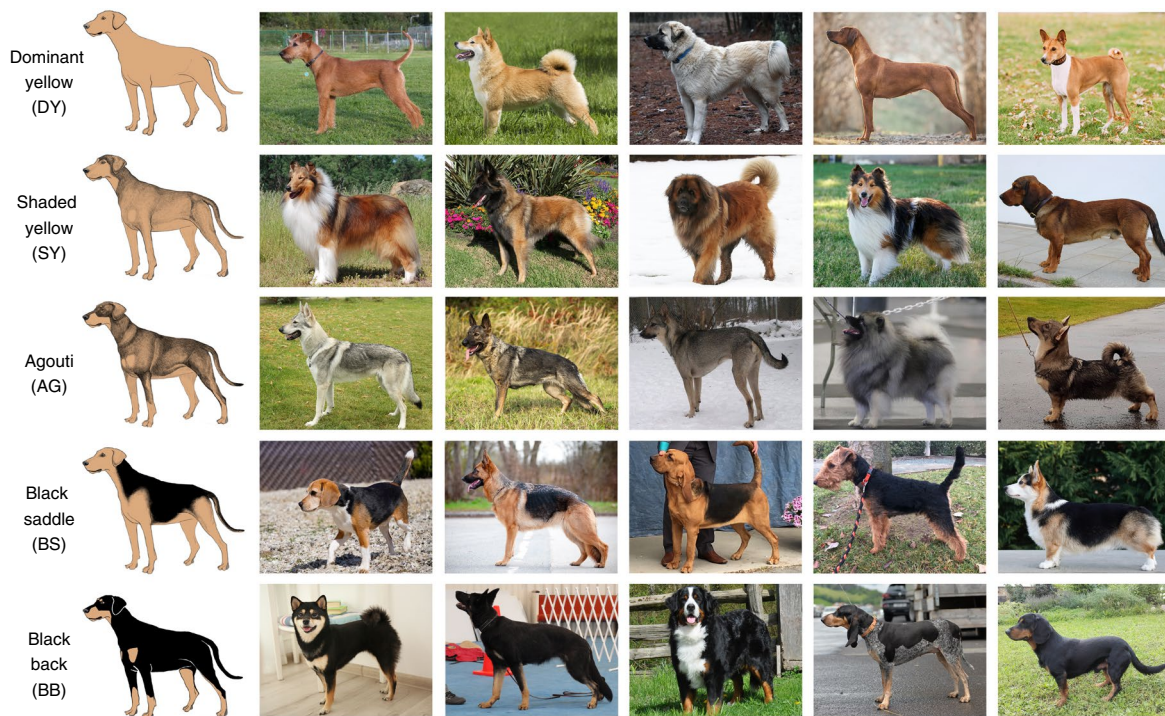 Dominant
yellow
(DY)
Shaded
yellow
(SY)
Agouti
(AG)
Black
saddle
(BS)
Black
back
(BB)